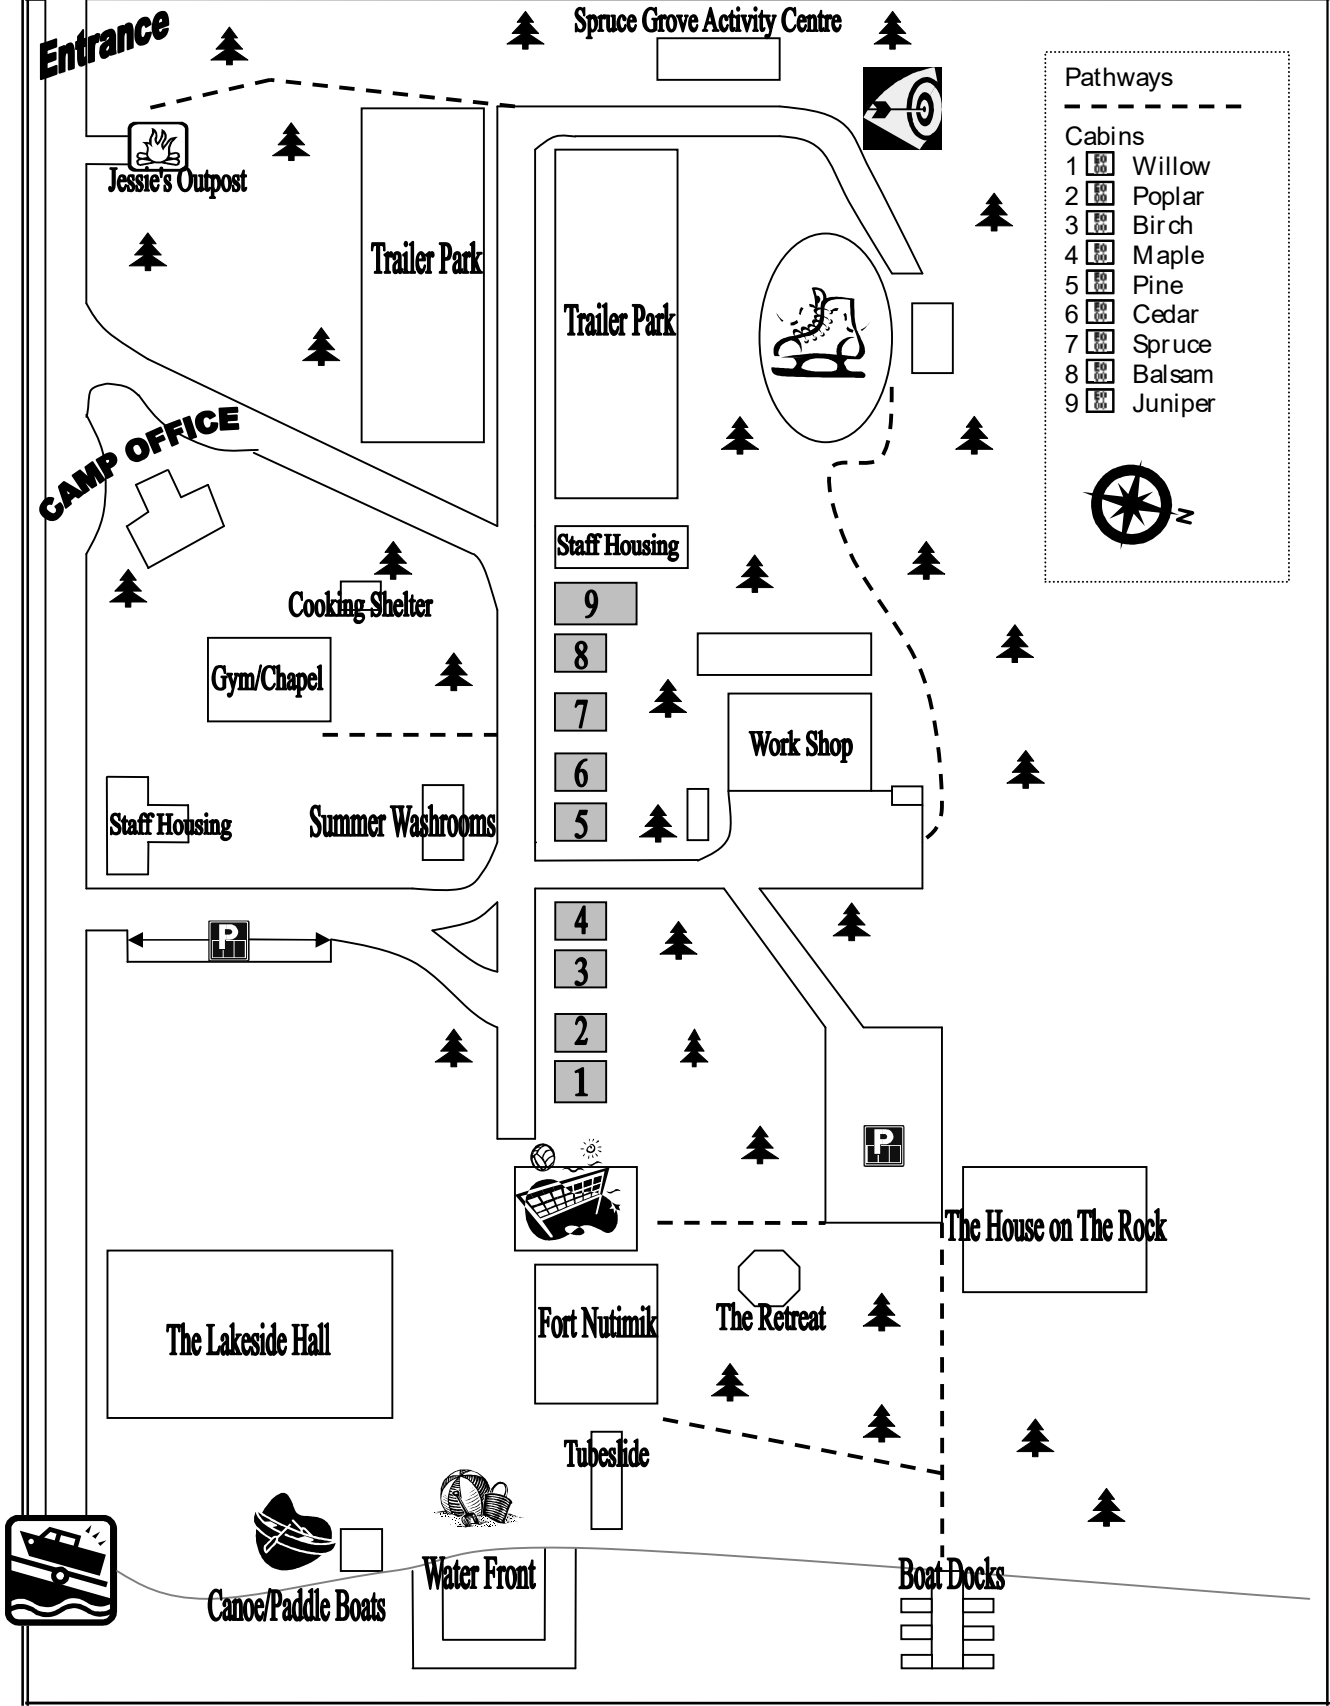 Entrance
Spruce Grove Activity Centre
Pathways
Cabins
1 Willow
2 Poplar
3 Birch
4 Maple
5 Pine
6 Cedar
7 Spruce
8 Balsam
9 Juniper
N
Jessie's Outpost
Trailer Park
Trailer Park
CAMP OFFICE
Staff Housing
Cooking Shelter
9
8
Gym/Chapel
7
Work Shop
6
5
Staff Housing
Summer Washrooms
4
P
3
2
1
P
The House on The Rock
The Retreat
Fort Nutimik
The Lakeside Hall
Tubeslide
Water Front
Boat Docks
Canoe/Paddle Boats